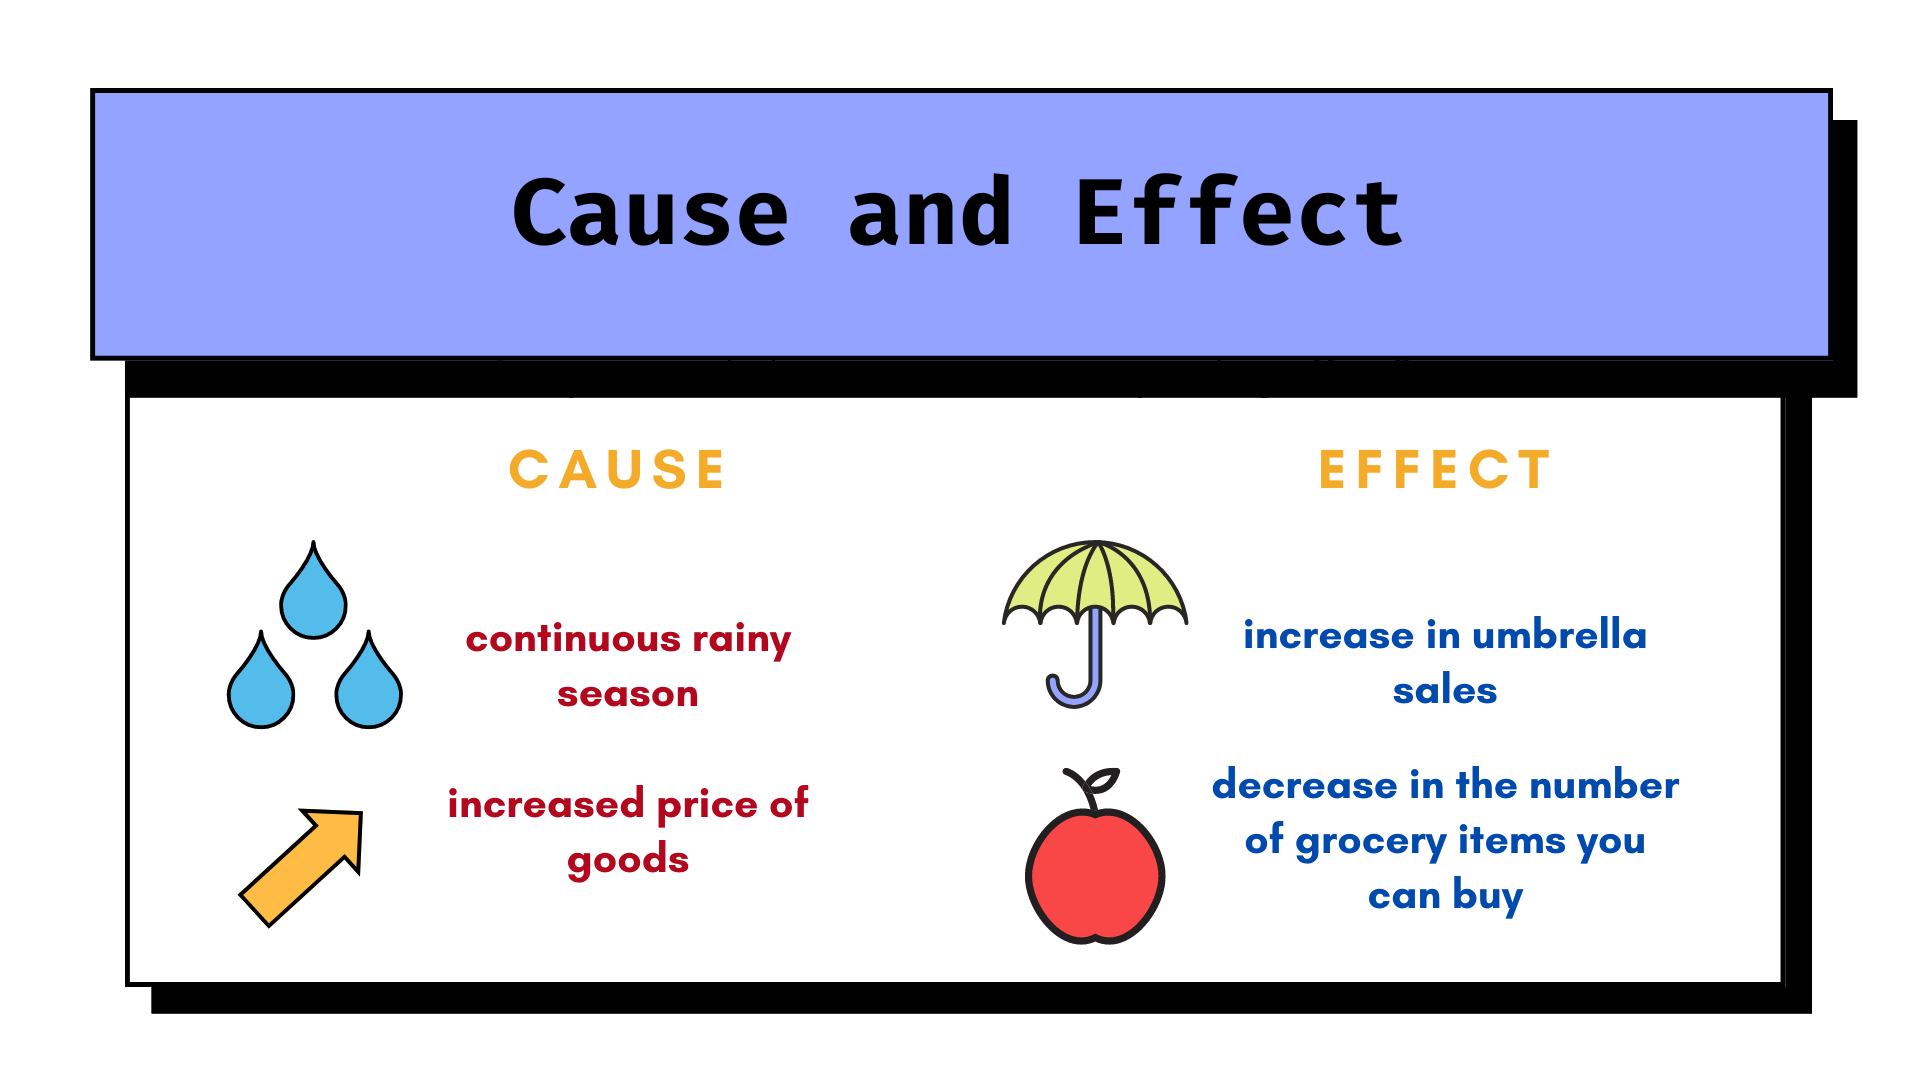 Cause and Effect
CAUSE
EFFECT
continuous rainy
season
increase in umbrella
sales
increased price of
goods
decrease in the number
of grocery items you
can buy